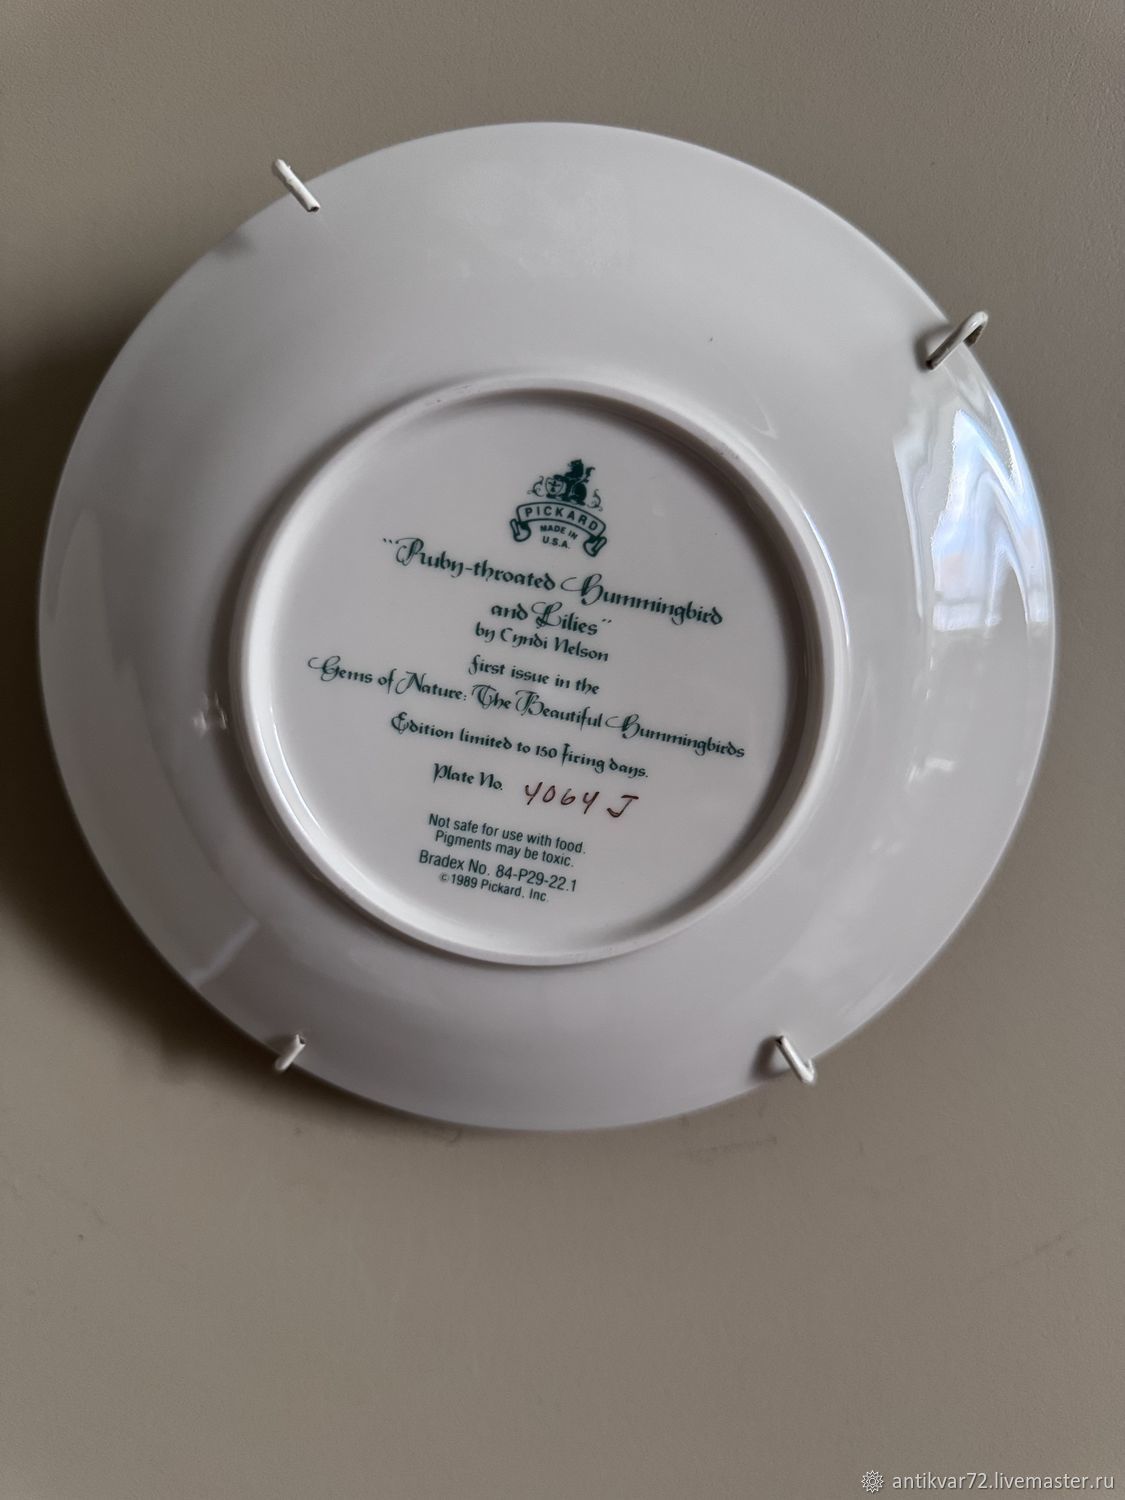 PICKARD
MADE IN
U.S.A.
"Ruby-throated Hummingbird
and Lilies"
by Cyndi Nelson
first issue in the
Gems of Nature: The Beautiful Hummingbirds
Edition limited to 150 firing days.
Plate No. 4064 J
Not safe for use with food.
Pigments may be toxic.
Bradex No. 84-P29-22.1
©1989 Pickard, Inc.
antikvar72.livemaster.ru